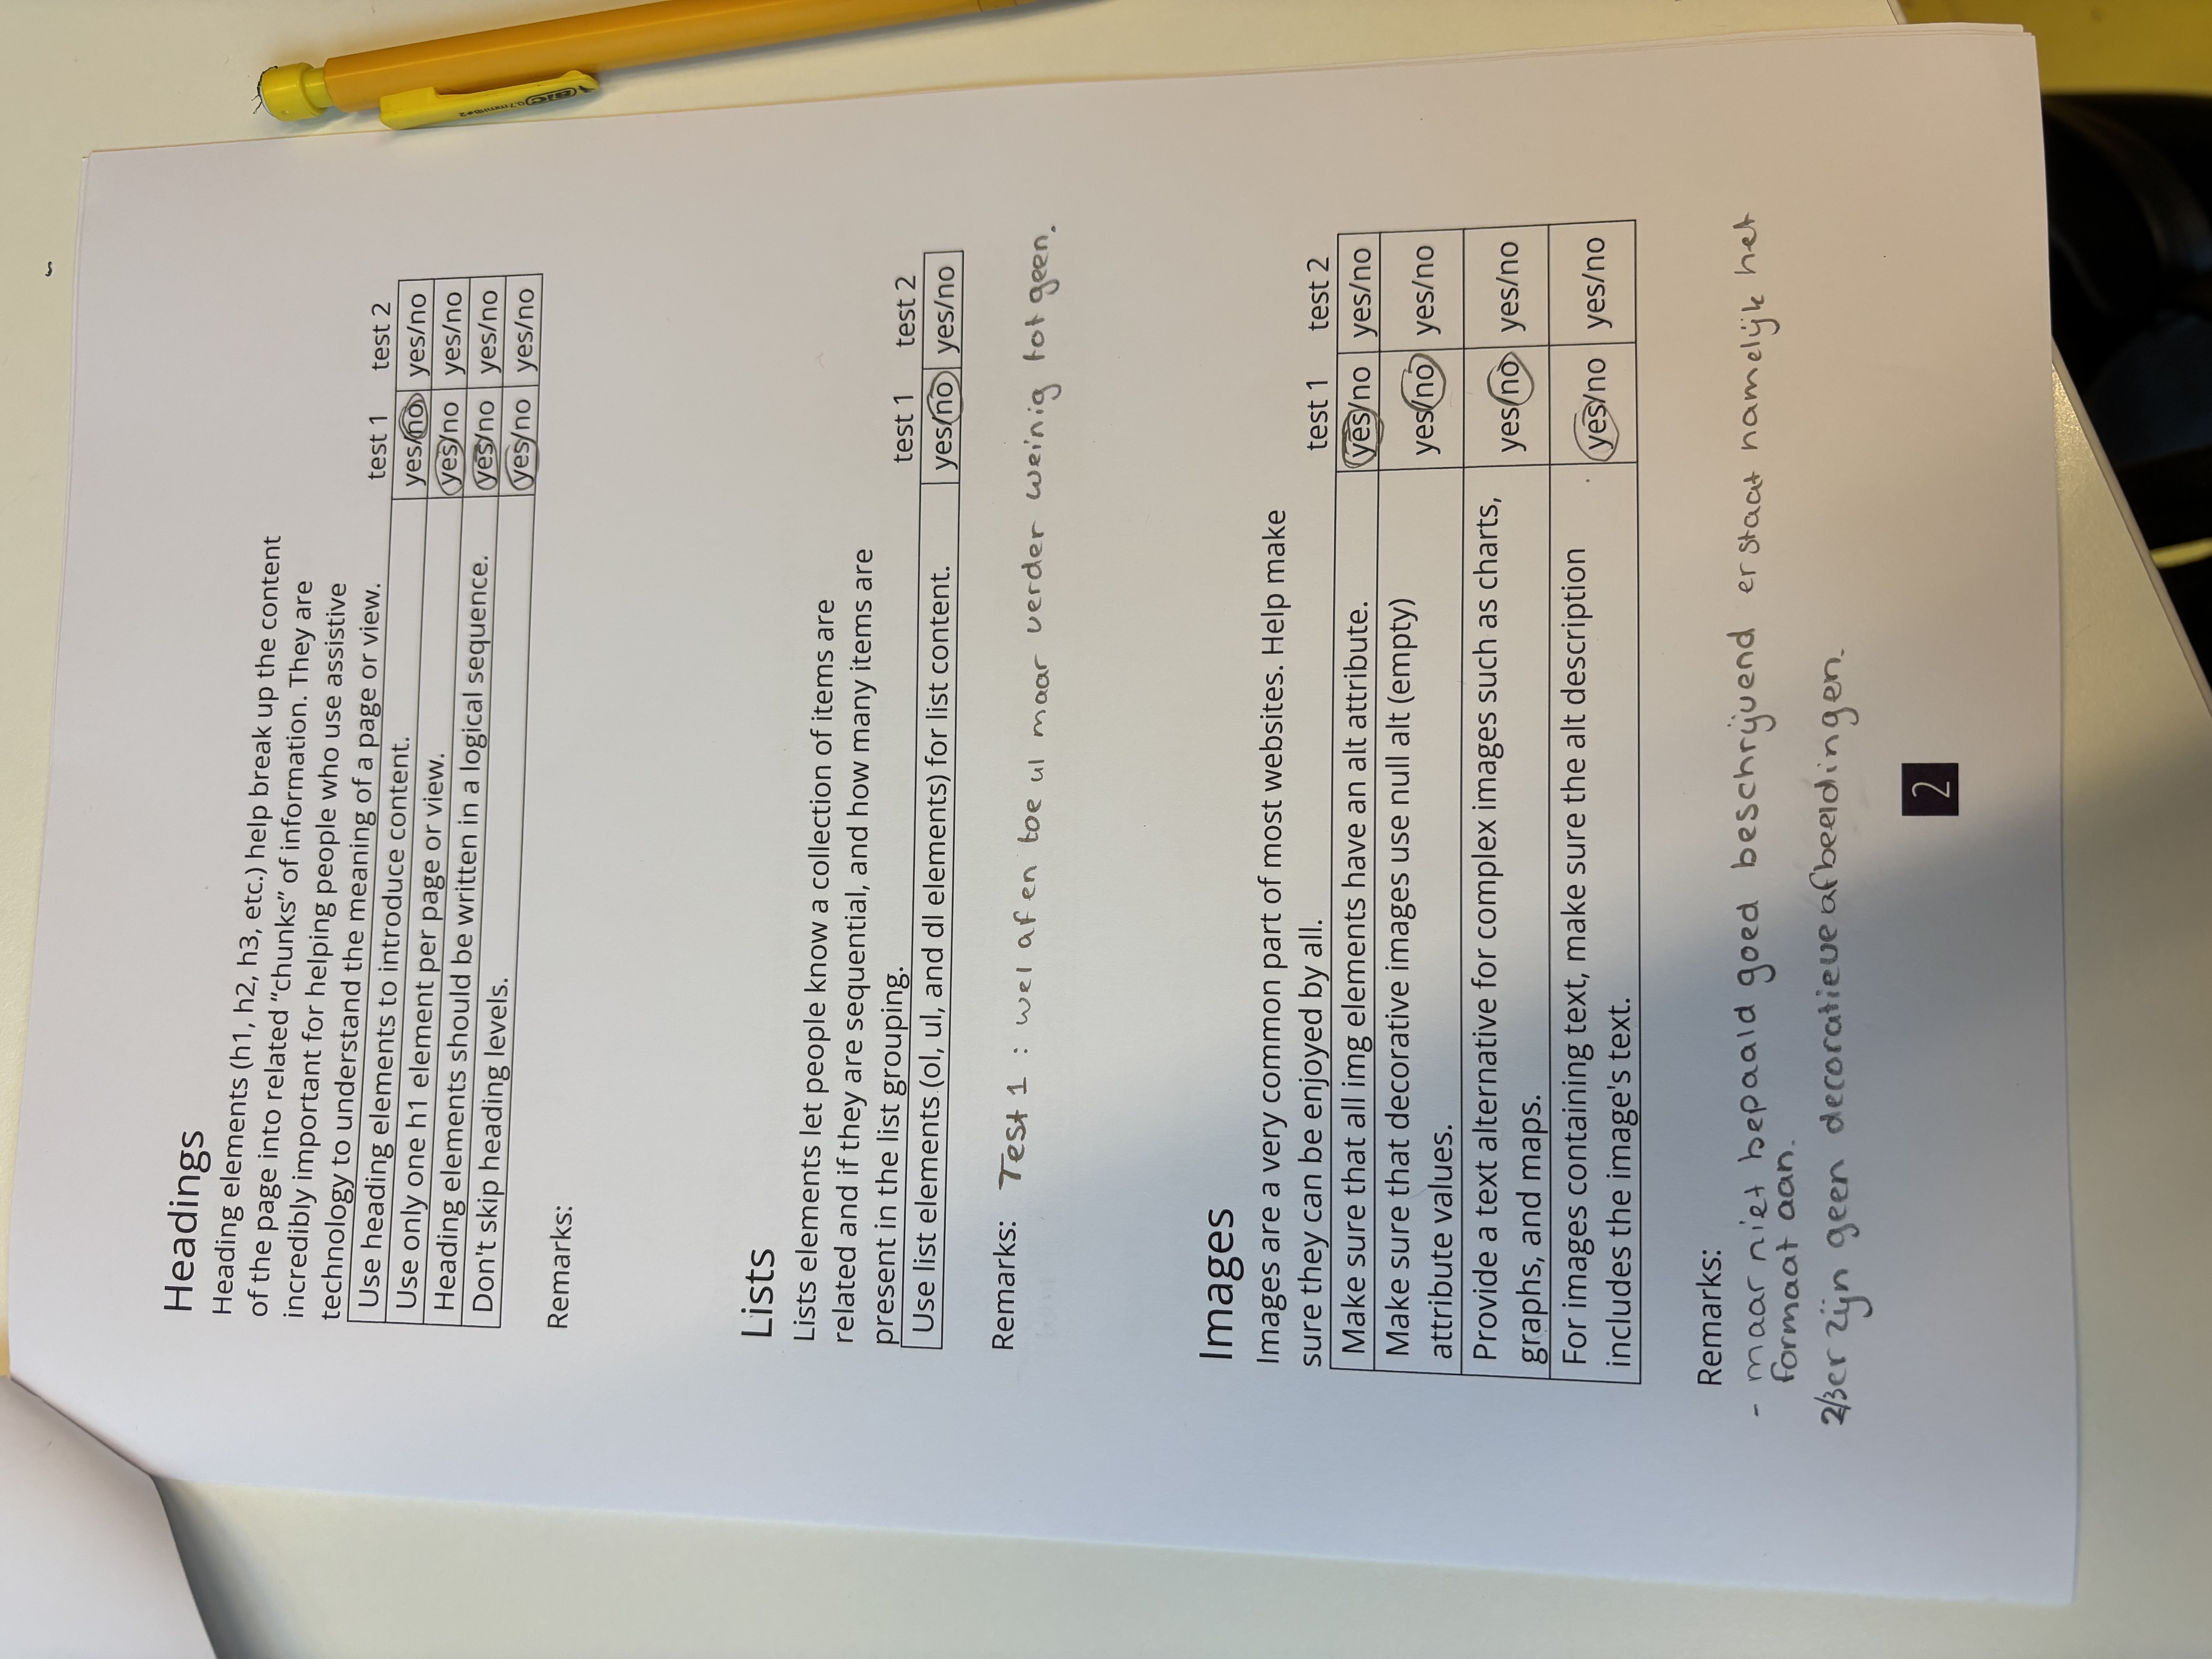 Headings
Heading elements (h1, h2, h3, etc.) help break up the content
of the page into related “chunks” of information. They are
incredibly important for helping people who use assistive
technology to understand the meaning of a page or view.
test 1 test 2
Use heading elements to introduce content. yes/no yes/no
Use only one h1 element per page or view. yes/no yes/no
Heading elements should be written in a logical sequence. yes/no yes/no
Don't skip heading levels. yes/no yes/no
Remarks:
Lists
Lists elements let people know a collection of items are
related and if they are sequential, and how many items are
present in the list grouping.
test 1 test 2
Use list elements (ol, ul, and dl elements) for list content. yes/no yes/no
Remarks: Test 1 : wel af en toe ul maar verder weinig tot geen.
Images
Images are a very common part of most websites. Help make
sure they can be enjoyed by all.
test 1 test 2
Make sure that all img elements have an alt attribute. yes/no yes/no
Make sure that decorative images use null alt (empty)
attribute values. yes/no yes/no
Provide a text alternative for complex images such as charts,
graphs, and maps. yes/no yes/no
For images containing text, make sure the alt description
includes the image's text. yes/no yes/no
Remarks:
- maar niet bepaald goed beschrijvend er staat namelijk het
formaat aan.
2/3 er zijn geen decoratieve afbeeldingen.
2
BIC